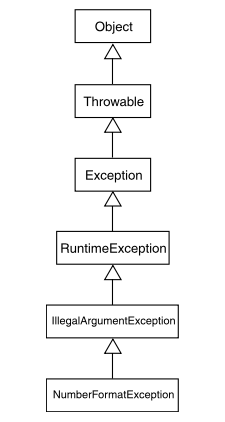 Object
Throwable
Exception
RuntimeException
IllegalArgumentException
NumberFormatException